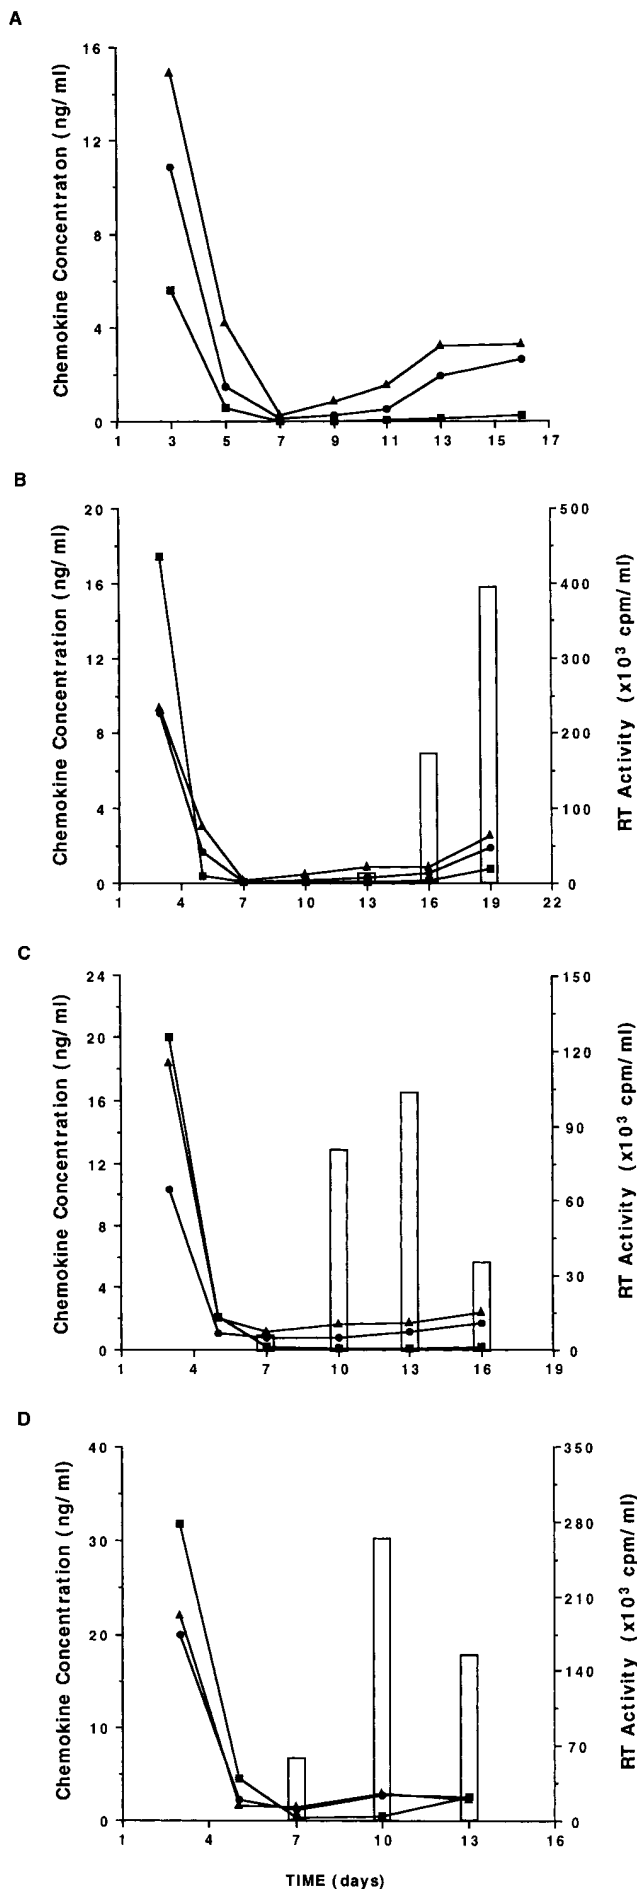 A
Chemokine Concentraton (ng/ml)
16
12
8
4
0
1 3 5 7 9 11 13 15 17
B
Chemokine Concentration (ng/ml)
20
16
12
8
4
0
500
400
300
200
100
0
RT Activity (x10³ cpm/ml)
1 4 7 10 13 16 19 22
C
Chemokine Concentration (ng/ml)
24
20
16
12
8
4
0
150
120
90
60
30
0
RT Activity (x10³ cpm/ml)
1 4 7 10 13 16 19
D
Chemokine Concentration (ng/ml)
40
30
20
10
0
350
280
210
140
70
0
RT Activity (x10³ cpm/ml)
1 4 7 10 13 16
TIME (days)